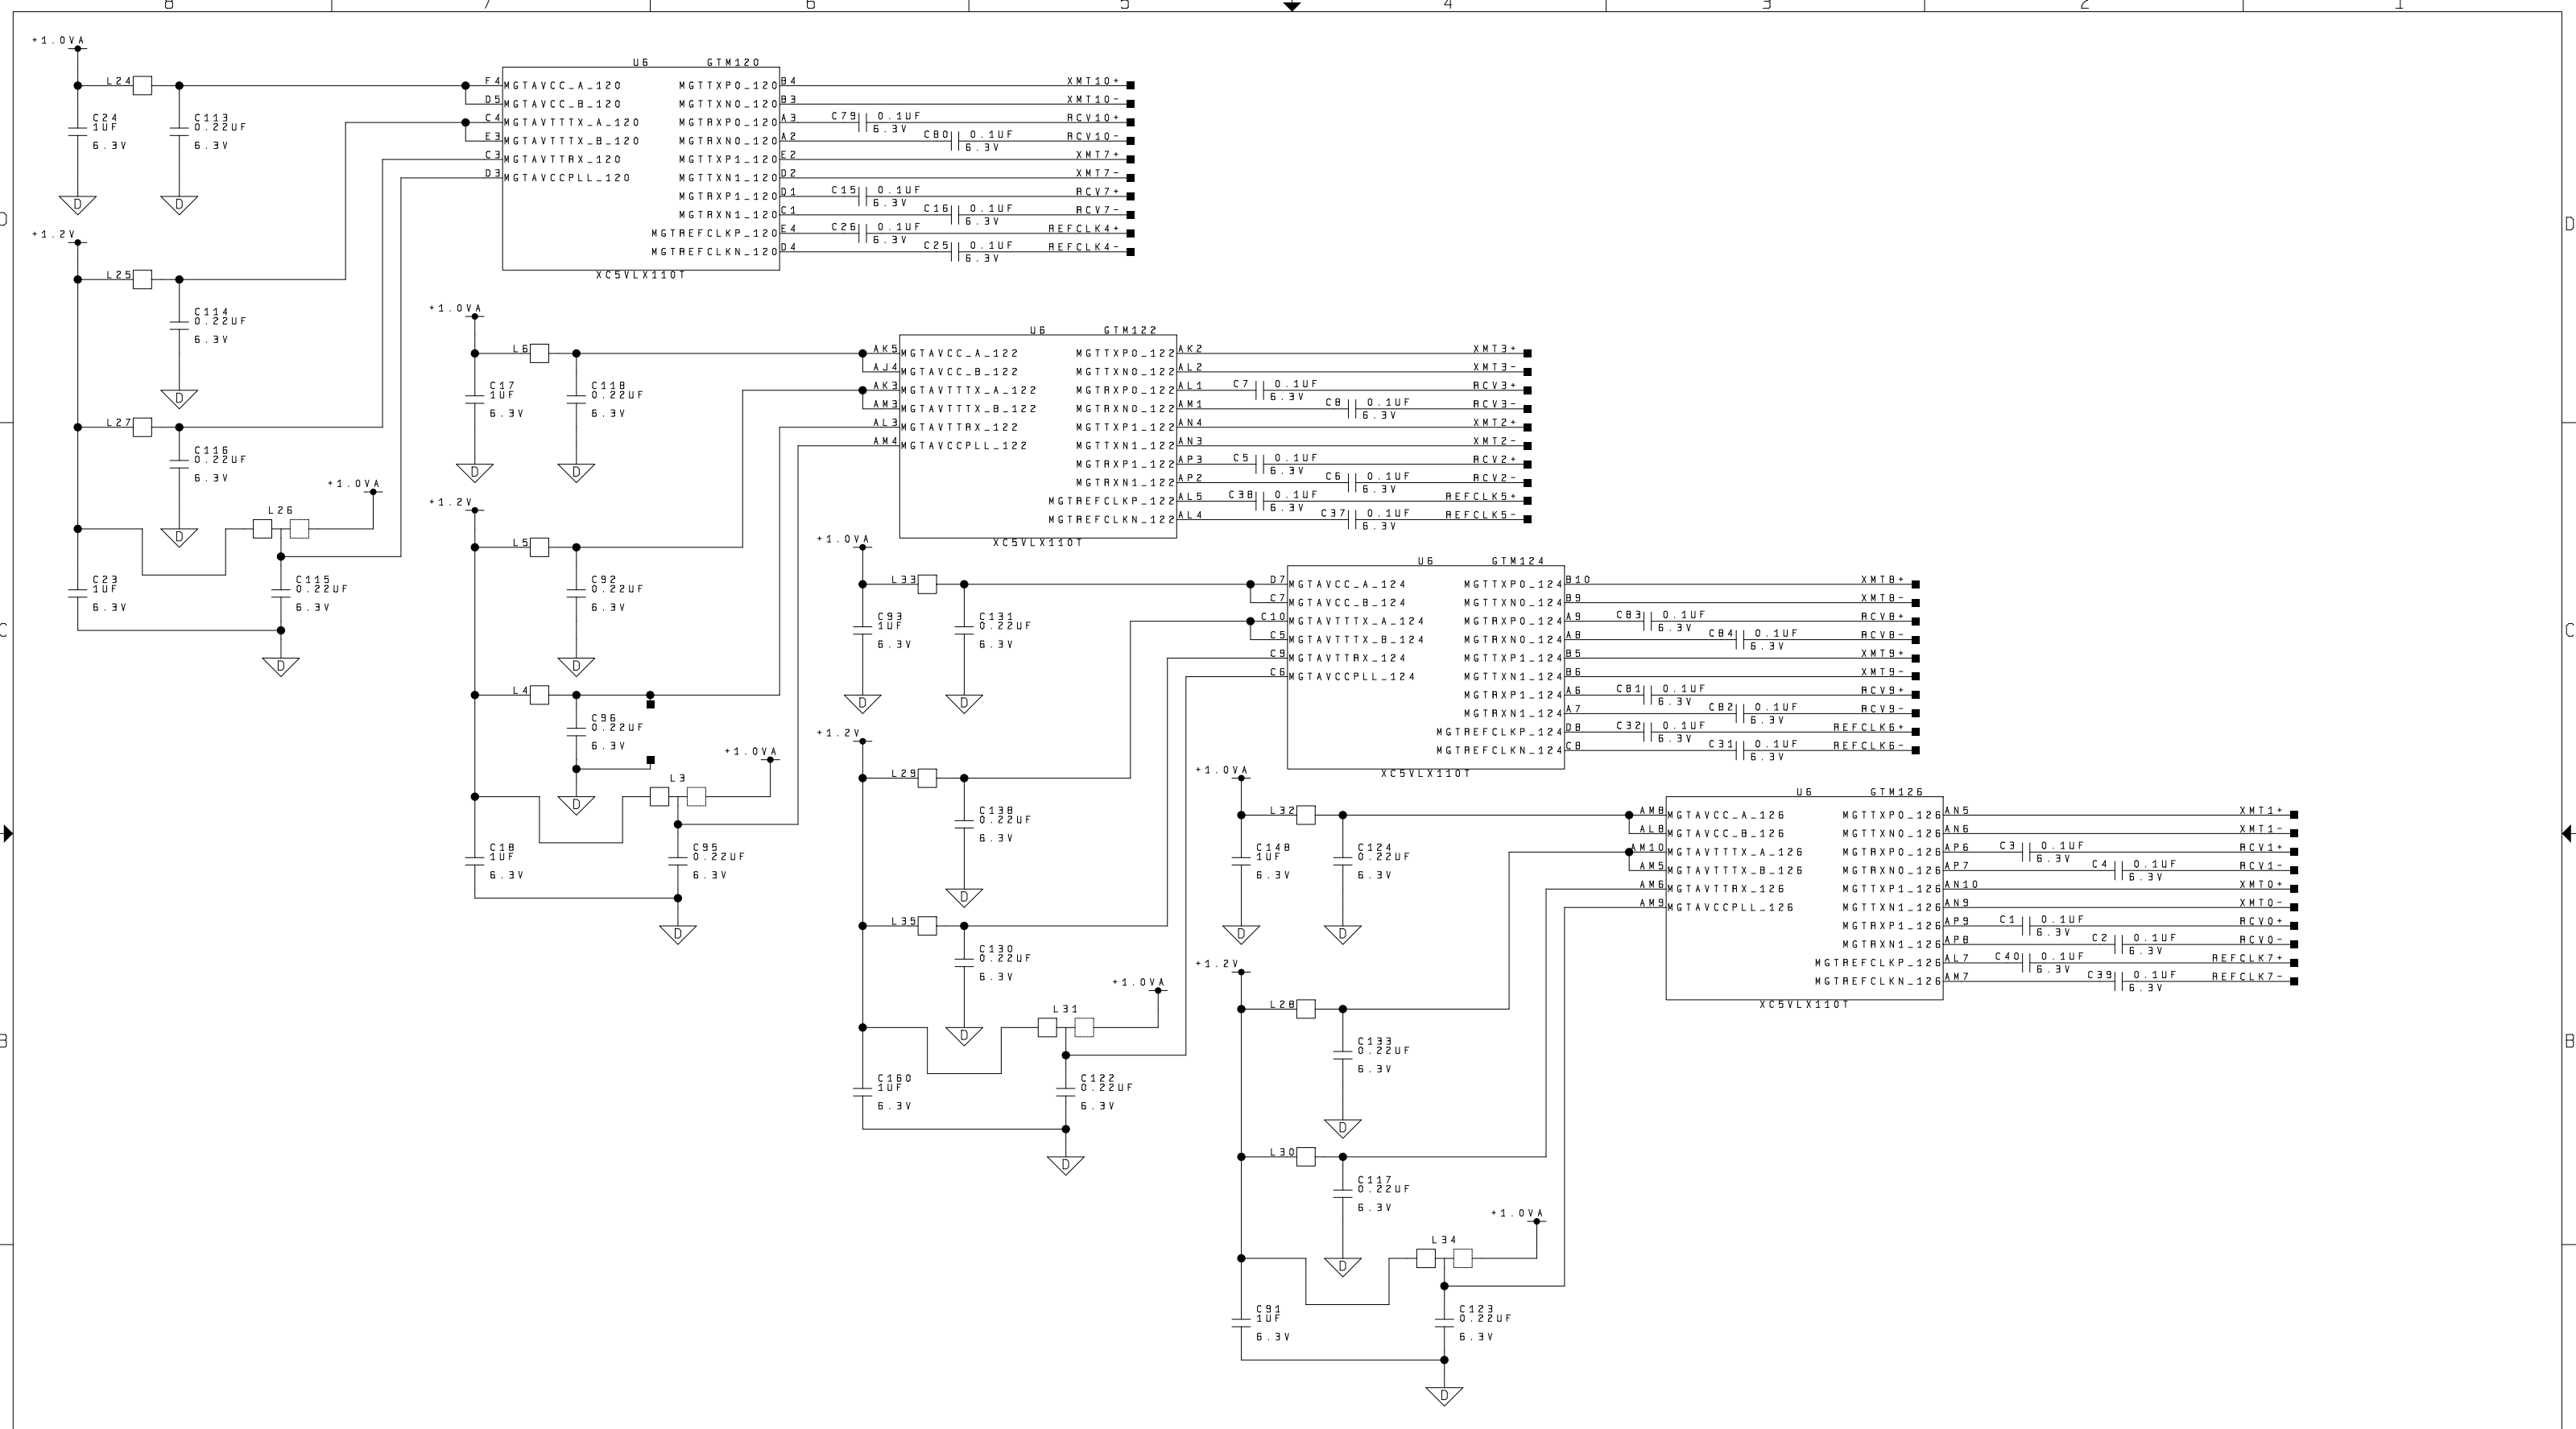 8 7 6 5 4 3 2 1
D D
C C
B B
+1.0VA
L24
C24
1UF
6.3V
C113
0.22UF
6.3V
D
D
+1.2V
L25
C114
0.22UF
6.3V
D
L27
C116
0.22UF
6.3V
D
+1.0VA
L26
C23
1UF
6.3V
C115
0.22UF
6.3V
D
U6 GTM120
F4 MGTAVCC_A_120
D5 MGTAVCC_B_120
C4 MGTAVTTTX_A_120
E3 MGTAVTTTX_B_120
C3 MGTAVTTRX_120
D3 MGTAVCCPLL_120
MGTTXP0_120 B4 XMT10+
MGTTXN0_120 B3 XMT10-
MGTRXP0_120 A3 C79 0.1UF 6.3V RCV10+
MGTRXN0_120 A2 C80 0.1UF 6.3V RCV10-
MGTTXP1_120 E2 XMT7+
MGTTXN1_120 D2 XMT7-
MGTRXP1_120 D1 C15 0.1UF 6.3V RCV7+
MGTRXN1_120 C1 C16 0.1UF 6.3V RCV7-
MGTREFCLKP_120 E4 C26 0.1UF 6.3V REFCLK4+
MGTREFCLKN_120 D4 C25 0.1UF 6.3V REFCLK4-
XC5VLX110T
+1.0VA
L6
C17
1UF
6.3V
C118
0.22UF
6.3V
D
D
+1.2V
L5
C92
0.22UF
6.3V
D
L4
C96
0.22UF
6.3V
D
+1.0VA
L3
C18
1UF
6.3V
C95
0.22UF
6.3V
D
U6 GTM122
AK5 MGTAVCC_A_122
AJ4 MGTAVCC_B_122
AK3 MGTAVTTTX_A_122
AM3 MGTAVTTTX_B_122
AL3 MGTAVTTRX_122
AM4 MGTAVCCPLL_122
MGTTXP0_122 AK2 XMT3+
MGTTXN0_122 AL2 XMT3-
MGTRXP0_122 AL1 C7 0.1UF 6.3V RCV3+
MGTRXN0_122 AM1 C8 0.1UF 6.3V RCV3-
MGTTXP1_122 AN4 XMT2+
MGTTXN1_122 AN3 XMT2-
MGTRXP1_122 AP3 C5 0.1UF 6.3V RCV2+
MGTRXN1_122 AP2 C6 0.1UF 6.3V RCV2-
MGTREFCLKP_122 AL5 C38 0.1UF 6.3V REFCLK5+
MGTREFCLKN_122 AL4 C37 0.1UF 6.3V REFCLK5-
XC5VLX110T
+1.0VA
L33
C93
1UF
6.3V
C131
0.22UF
6.3V
D
D
+1.2V
L29
C138
0.22UF
6.3V
D
L35
C130
0.22UF
6.3V
D
+1.0VA
L31
C160
1UF
6.3V
C122
0.22UF
6.3V
D
U6 GTM124
D7 MGTAVCC_A_124
C7 MGTAVCC_B_124
C10 MGTAVTTTX_A_124
C5 MGTAVTTTX_B_124
C9 MGTAVTTRX_124
C6 MGTAVCCPLL_124
MGTTXP0_124 B10 XMT8+
MGTTXN0_124 B9 XMT8-
MGTRXP0_124 A9 C83 0.1UF 6.3V RCV8+
MGTRXN0_124 A8 C84 0.1UF 6.3V RCV8-
MGTTXP1_124 B5 XMT9+
MGTTXN1_124 B6 XMT9-
MGTRXP1_124 A6 C81 0.1UF 6.3V RCV9+
MGTRXN1_124 A7 C82 0.1UF 6.3V RCV9-
MGTREFCLKP_124 D8 C32 0.1UF 6.3V REFCLK6+
MGTREFCLKN_124 C8 C31 0.1UF 6.3V REFCLK6-
XC5VLX110T
+1.0VA
L32
C148
1UF
6.3V
C124
0.22UF
6.3V
D
D
+1.2V
L28
C133
0.22UF
6.3V
D
L30
C117
0.22UF
6.3V
D
+1.0VA
L34
C91
1UF
6.3V
C123
0.22UF
6.3V
D
U6 GTM126
AM8 MGTAVCC_A_126
AL8 MGTAVCC_B_126
AM10 MGTAVTTTX_A_126
AM5 MGTAVTTTX_B_126
AM6 MGTAVTTRX_126
AM9 MGTAVCCPLL_126
MGTTXP0_126 AN5 XMT1+
MGTTXN0_126 AN6 XMT1-
MGTRXP0_126 AP6 C3 0.1UF 6.3V RCV1+
MGTRXN0_126 AP7 C4 0.1UF 6.3V RCV1-
MGTTXP1_126 AN10 XMT0+
MGTTXN1_126 AN9 XMT0-
MGTRXP1_126 AP9 C1 0.1UF 6.3V RCV0+
MGTRXN1_126 AP8 C2 0.1UF 6.3V RCV0-
MGTREFCLKP_126 AL7 C40 0.1UF 6.3V REFCLK7+
MGTREFCLKN_126 AM7 C39 0.1UF 6.3V REFCLK7-
XC5VLX110T